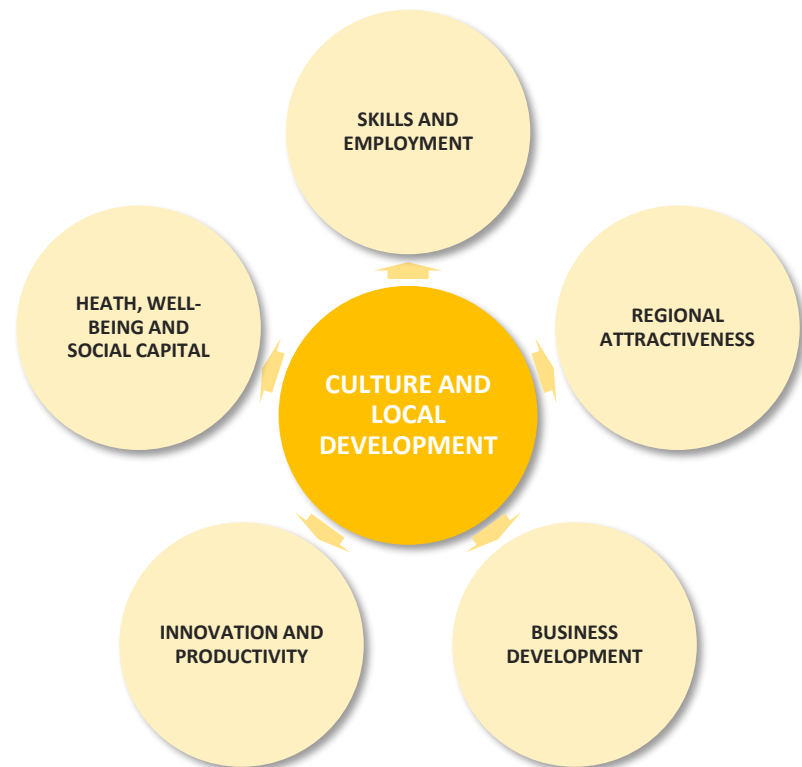 SKILLS AND
EMPLOYMENT
HEATH, WELL-
BEING AND
SOCIAL CAPITAL
REGIONAL
ATTRACTIVENESS
CULTURE AND
LOCAL
DEVELOPMENT
INNOVATION AND
PRODUCTIVITY
BUSINESS
DEVELOPMENT